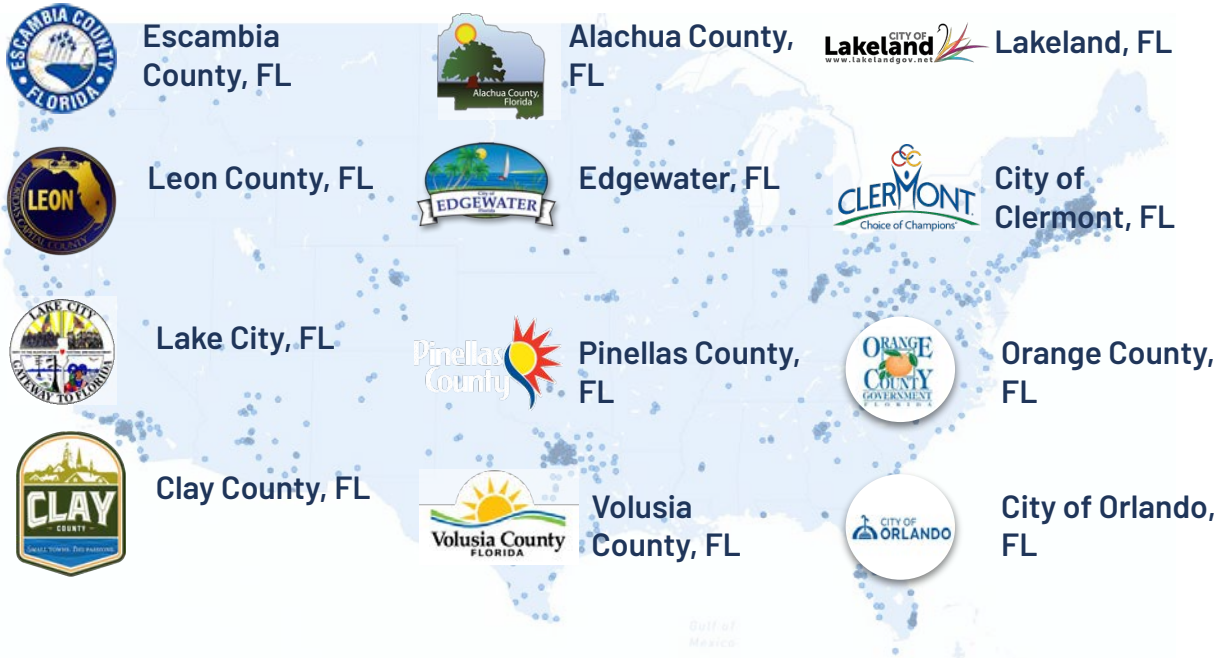 ESCAMBIA COUNTY
FLORIDA
Escambia
County, FL
Alachua County,
Florida
Alachua County,
FL
CITY OF
Lakeland
www.lakelandgov.net
Lakeland, FL
FLORIDA'S CAPITAL COUNTY
LEON
Leon County, FL
City of
EDGEWATER
Florida
Edgewater, FL
CLERMONT
Choice of Champions
City of
Clermont, FL
LAKE CITY
GATEWAY TO FLORIDA
Lake City, FL
Pinellas
County
Pinellas County,
FL
ORANGE
COUNTY
GOVERNMENT
FLORIDA
Orange County,
FL
CLAY
COUNTY
SMALL TOWNS. BIG PASSIONS.
Clay County, FL
Volusia County
FLORIDA
Volusia
County, FL
CITY OF
ORLANDO
City of Orlando,
FL
Gulf of
Mexico